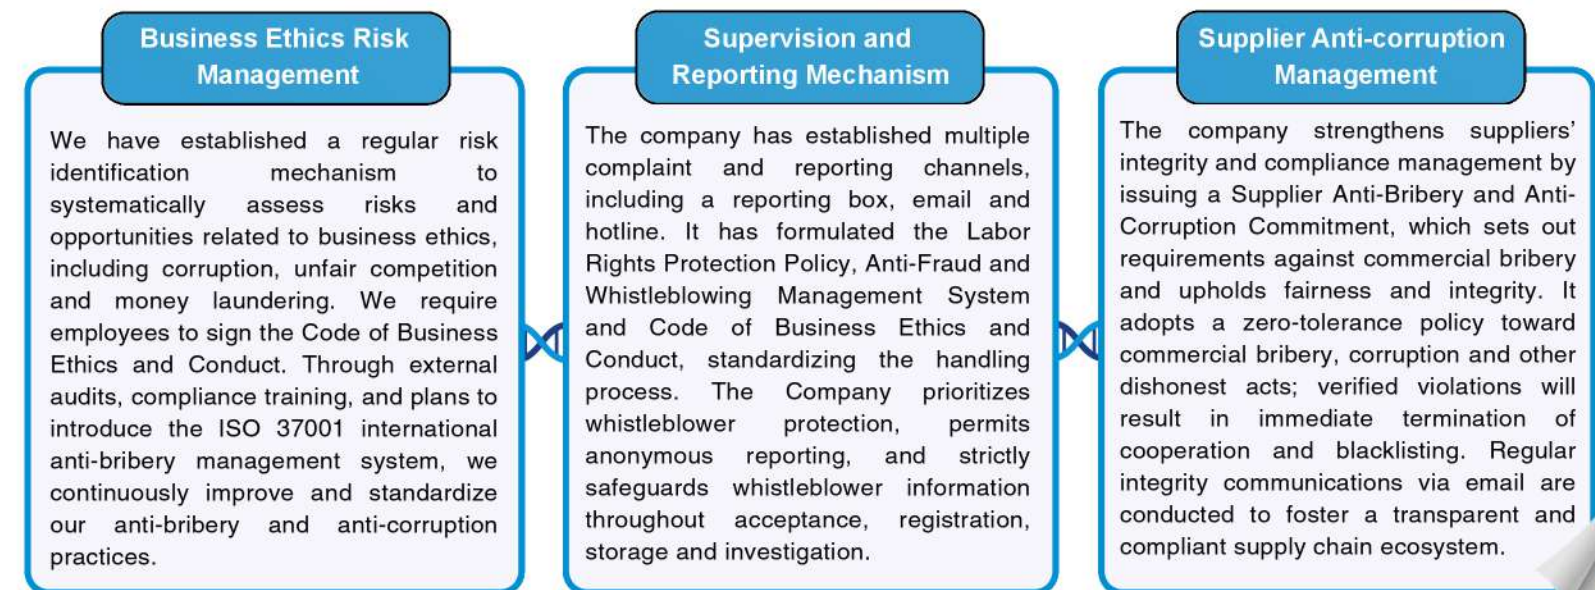 Business Ethics Risk
Management
We have established a regular risk
identification mechanism to
systematically assess risks and
opportunities related to business ethics,
including corruption, unfair competition
and money laundering. We require
employees to sign the Code of Business
Ethics and Conduct. Through external
audits, compliance training, and plans to
introduce the ISO 37001 international
anti-bribery management system, we
continuously improve and standardize
our anti-bribery and anti-corruption
practices.
Supervision and
Reporting Mechanism
The company has established multiple
complaint and reporting channels,
including a reporting box, email and
hotline. It has formulated the Labor
Rights Protection Policy, Anti-Fraud and
Whistleblowing Management System
and Code of Business Ethics and
Conduct, standardizing the handling
process. The Company prioritizes
whistleblower protection, permits
anonymous reporting, and strictly
safeguards whistleblower information
throughout acceptance, registration,
storage and investigation.
Supplier Anti-corruption
Management
The company strengthens suppliers’
integrity and compliance management by
issuing a Supplier Anti-Bribery and Anti-
Corruption Commitment, which sets out
requirements against commercial bribery
and upholds fairness and integrity. It
adopts a zero-tolerance policy toward
commercial bribery, corruption and other
dishonest acts; verified violations will
result in immediate termination of
cooperation and blacklisting. Regular
integrity communications via email are
conducted to foster a transparent and
compliant supply chain ecosystem.